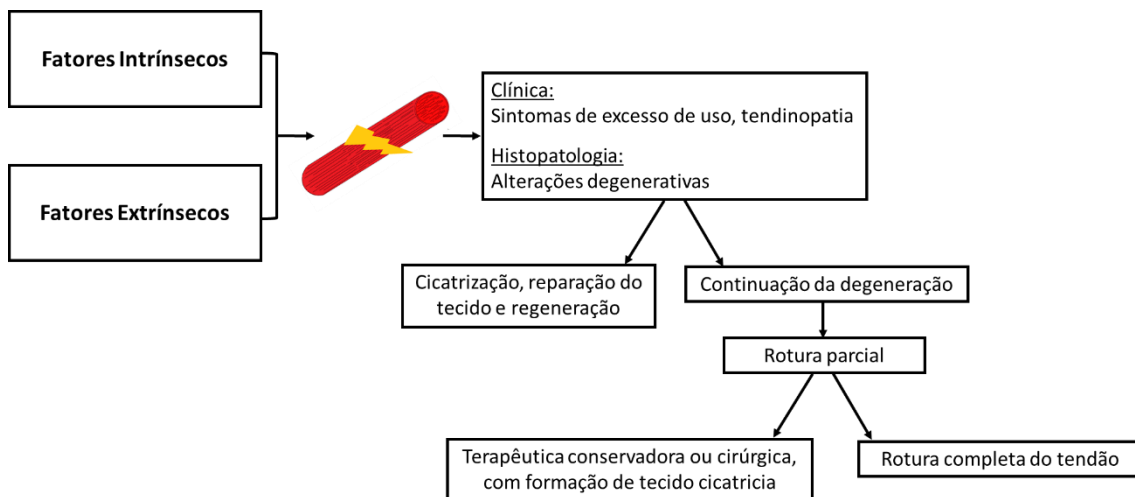 Fatores Intrínsecos
Fatores Extrínsecos
Clínica:
Sintomas de excesso de uso, tendinopatia
Histopatologia:
Alterações degenerativas
Cicatrização, reparação do
tecido e regeneração
Continuação da degeneração
Rotura parcial
Terapêutica conservadora ou cirúrgica,
com formação de tecido cicatricia
Rotura completa do tendão